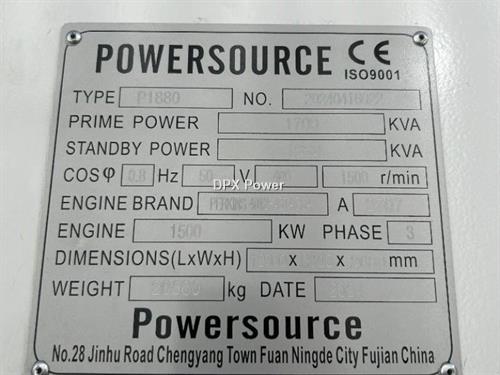 POWERSOURCE CE
ISO9001
TYPE P1880 NO.
PRIME POWER 1700 KVA
STANDBY POWER KVA
COSφ 0.8 Hz 50 V 400 1500 r/min
DPX Power
ENGINE BRAND PERKINS A
ENGINE 1500 KW PHASE 3
DIMENSIONS(LxWxH) x x mm
WEIGHT kg DATE
Powersource
No.28 Jinhu Road Chengyang Town Fuan Ningde City Fujian China